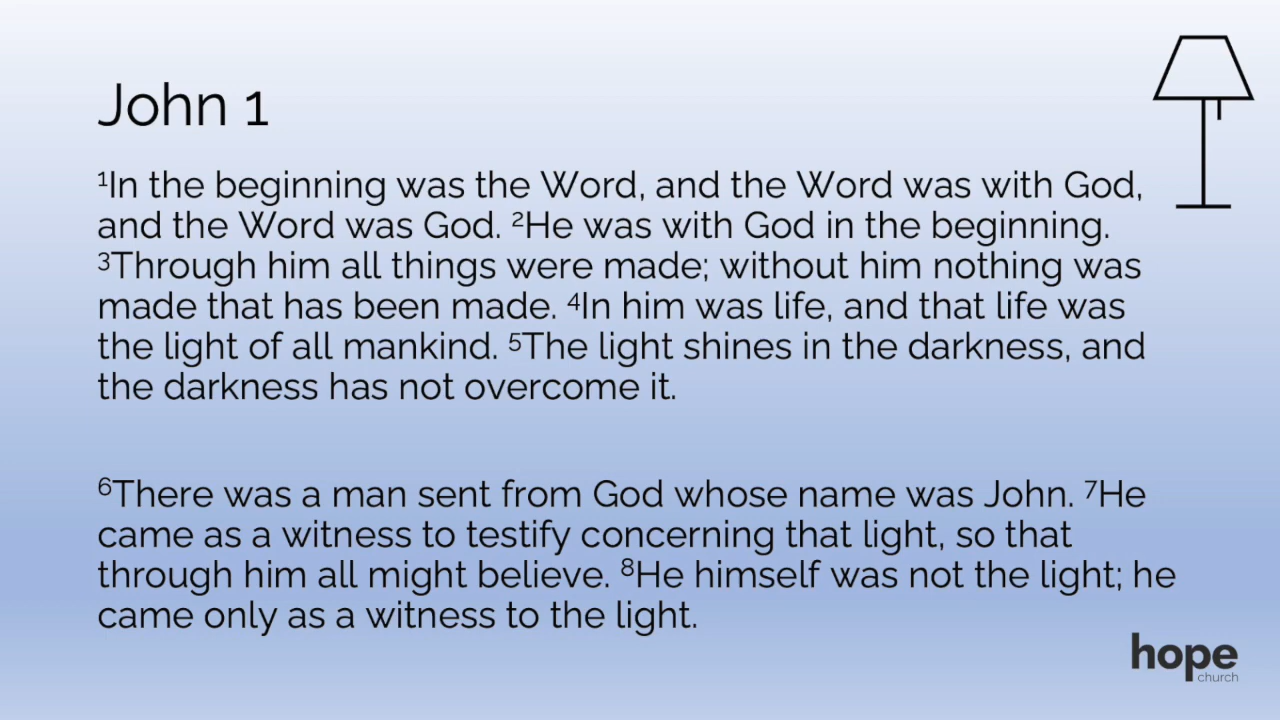 John 1
¹In the beginning was the Word, and the Word was with God,
and the Word was God. ²He was with God in the beginning.
³Through him all things were made; without him nothing was
made that has been made. ⁴In him was life, and that life was
the light of all mankind. ⁵The light shines in the darkness, and
the darkness has not overcome it.
⁶There was a man sent from God whose name was John. ⁷He
came as a witness to testify concerning that light, so that
through him all might believe. ⁸He himself was not the light; he
came only as a witness to the light.
hope
church